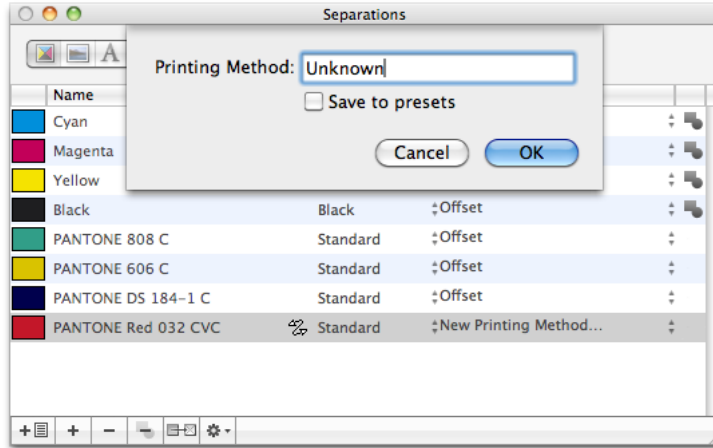 Separations
A
Printing Method: Unknown
Save to presets
Cancel OK
Name
Cyan
Magenta
Yellow
Black Black Offset
PANTONE 808 C Standard Offset
PANTONE 606 C Standard Offset
PANTONE DS 184-1 C Standard Offset
PANTONE Red 032 CVC Standard New Printing Method...